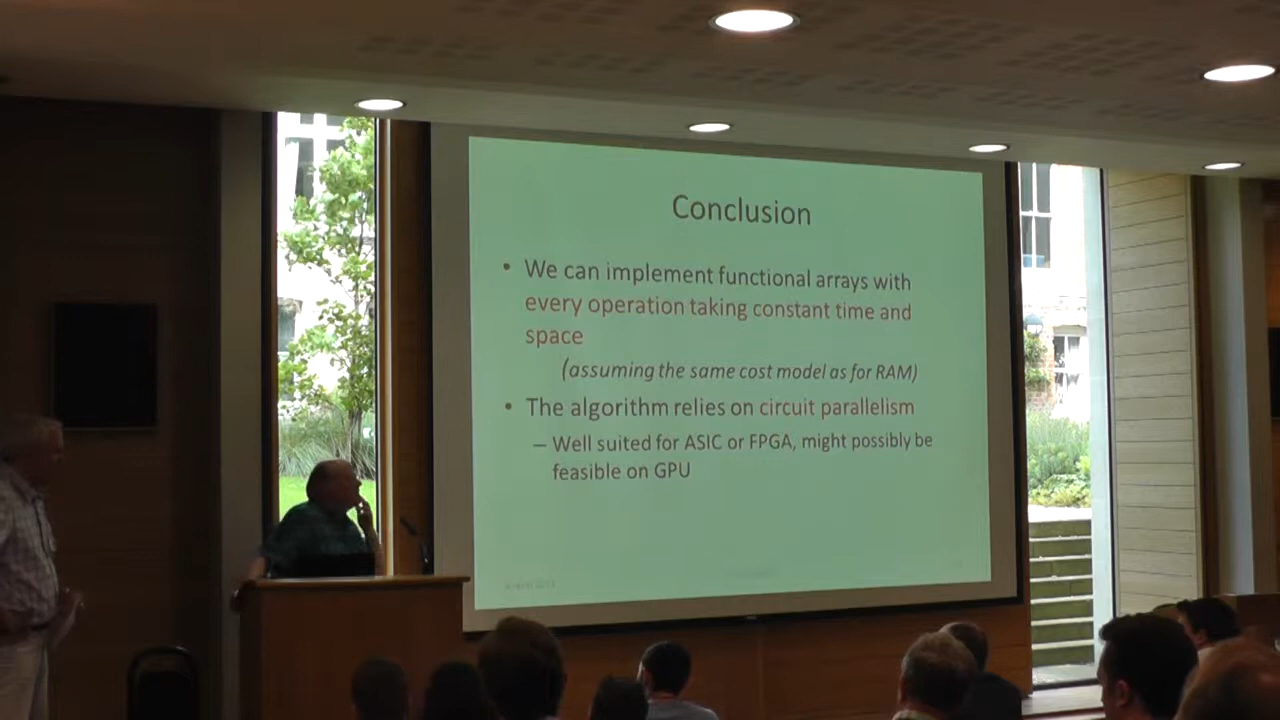 Conclusion
• We can implement functional arrays with
every operation taking constant time and
space
(assuming the same cost model as for RAM)
• The algorithm relies on circuit parallelism
– Well suited for ASIC or FPGA, might possibly be
feasible on GPU